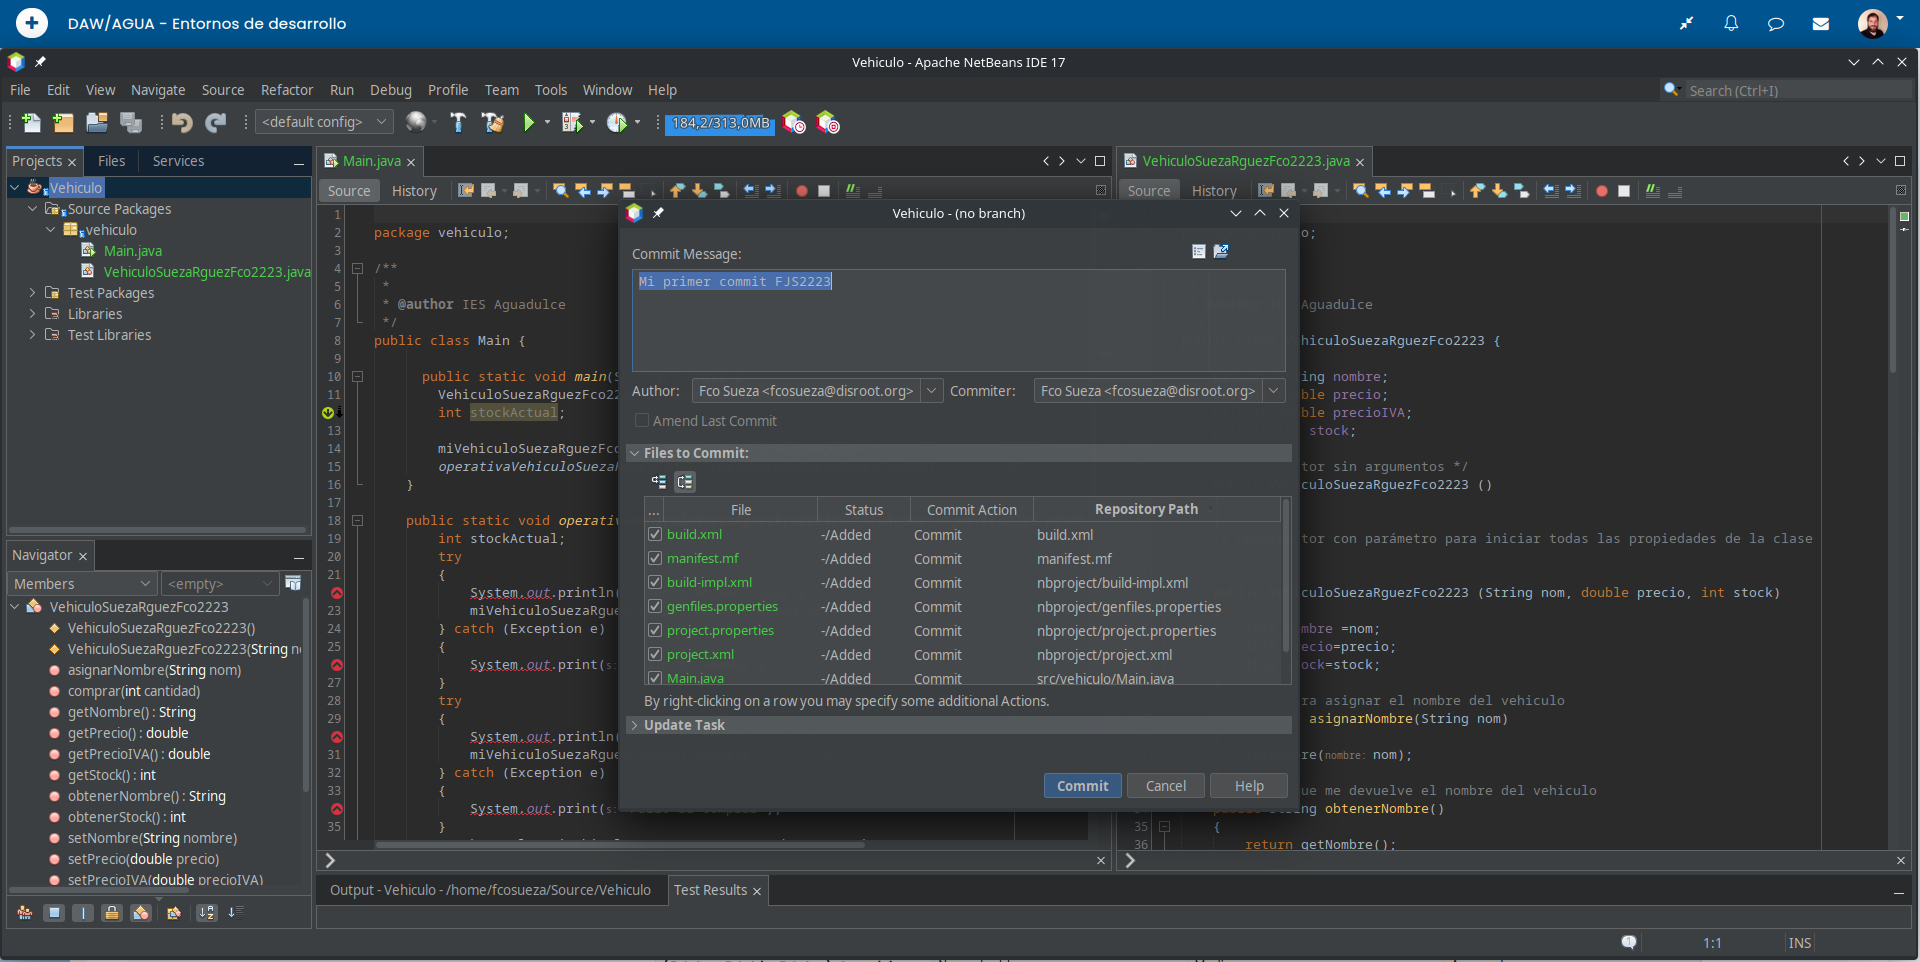 DAW/AGUA - Entornos de desarrollo
Vehiculo - Apache NetBeans IDE 17
File Edit View Navigate Source Refactor Run Debug Profile Team Tools Window Help
Search (Ctrl+I)
<default config>
184,2/313,0MB
Projects Files Services
Vehiculo
Source Packages
vehiculo
Main.java
VehiculoSuezaRguezFco2223.java
Test Packages
Libraries
Test Libraries
Navigator
Members <empty>
VehiculoSuezaRguezFco2223
VehiculoSuezaRguezFco2223()
VehiculoSuezaRguezFco2223(String n
asignarNombre(String nom)
comprar(int cantidad)
getNombre() : String
getPrecio() : double
getPrecioIVA() : double
getStock() : int
obtenerNombre() : String
obtenerStock() : int
setNombre(String nombre)
setPrecio(double precio)
setPrecioIVA(double precioIVA)
Main.java
Source History
1
2 package vehiculo;
3
4 /**
5 *
6 * @author IES Aguadulce
7 */
8 public class Main {
9
10 public static void main(S
11 VehiculoSuezaRguezFco22
int stockActual;
13
14 miVehiculoSuezaRguezFco
15 operativaVehiculoSueza
16 }
17
18 public static void operativ
19 int stockActual;
20 try
21 {
System.out.println(
23 miVehiculoSuezaRgue
24 } catch (Exception e)
25 {
System.out.print(s:
27 }
28 try
29 {
System.out.println(
31 miVehiculoSuezaRgue
32 } catch (Exception e)
33 {
System.out.print(s:
35 }
Vehiculo - (no branch)
Commit Message:
Mi primer commit FJS2223
Author: Fco Sueza <fcosueza@disroot.org> Commiter: Fco Sueza <fcosueza@disroot.org>
Amend Last Commit
Files to Commit:
... File Status Commit Action Repository Path
build.xml -/Added Commit build.xml
manifest.mf -/Added Commit manifest.mf
build-impl.xml -/Added Commit nbproject/build-impl.xml
genfiles.properties -/Added Commit nbproject/genfiles.properties
project.properties -/Added Commit nbproject/project.properties
project.xml -/Added Commit nbproject/project.xml
Main.java -/Added Commit src/vehiculo/Main.java
By right-clicking on a row you may specify some additional Actions.
Update Task
Commit Cancel Help
VehiculoSuezaRguezFco2223.java
Source History
o;
Aguadulce
hiculoSuezaRguezFco2223 {
ing nombre;
ble precio;
ble precioIVA;
stock;
tor sin argumentos */
culoSuezaRguezFco2223 ()
tor con parámetro para iniciar todas las propiedades de la clase
culoSuezaRguezFco2223 (String nom, double precio, int stock)
mbre =nom;
ecio=precio;
ock=stock;
ra asignar el nombre del vehiculo
asignarNombre(String nom)
re(nombre: nom);
ue me devuelve el nombre del vehiculo
obtenerNombre()
35 {
36 return getNombre();
Output - Vehiculo - /home/fcosueza/Source/Vehiculo Test Results
1:1 INS